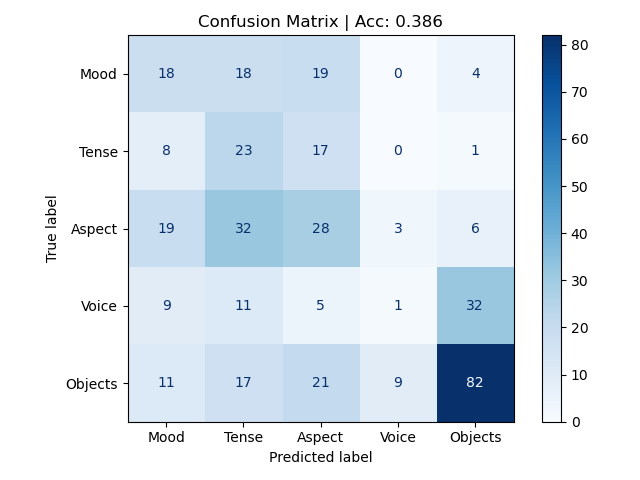 Confusion Matrix | Acc: 0.386
True label
Mood 18 18 19 0 4
Tense 8 23 17 0 1
Aspect 19 32 28 3 6
Voice 9 11 5 1 32
Objects 11 17 21 9 82
Mood Tense Aspect Voice Objects
Predicted label
80
70
60
50
40
30
20
10
0